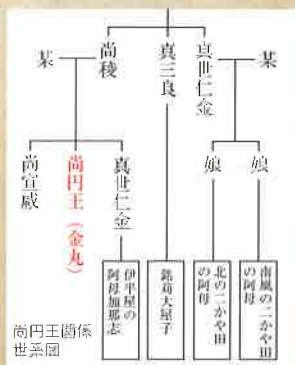 某
真世仁金
真三良
尚稷
某
娘
娘
真世仁金
尚円王(金丸)
尚宣威
南風の二かや田
の阿母
北の二かや田
の阿母
銘苅大屋子
伊平屋の
阿母加那志
尚円王関係
世系図